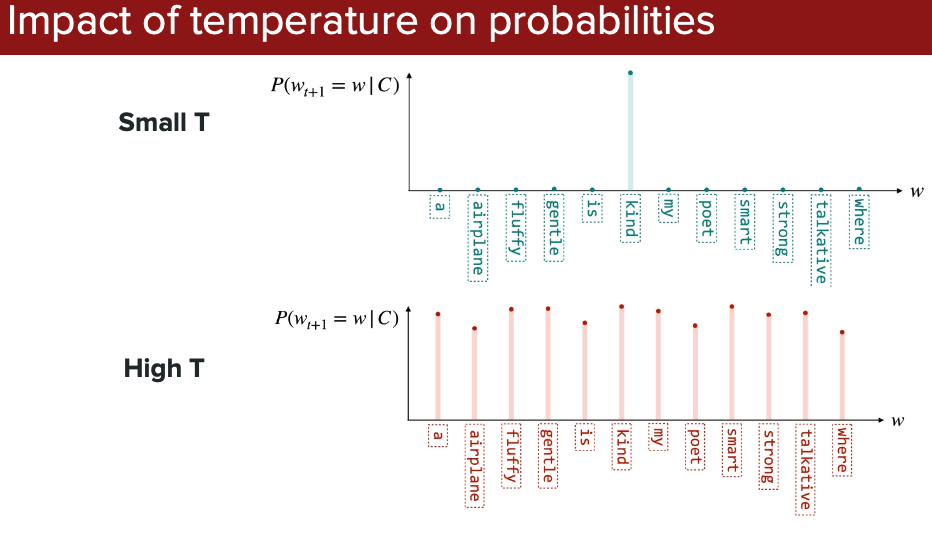 Impact of temperature on probabilities
Small T
P(wₜ₊₁ = w | C)
w
a
airplane
fluffy
gentle
is
kind
my
poet
smart
strong
talkative
where
High T
P(wₜ₊₁ = w | C)
w
a
airplane
fluffy
gentle
is
kind
my
poet
smart
strong
talkative
where